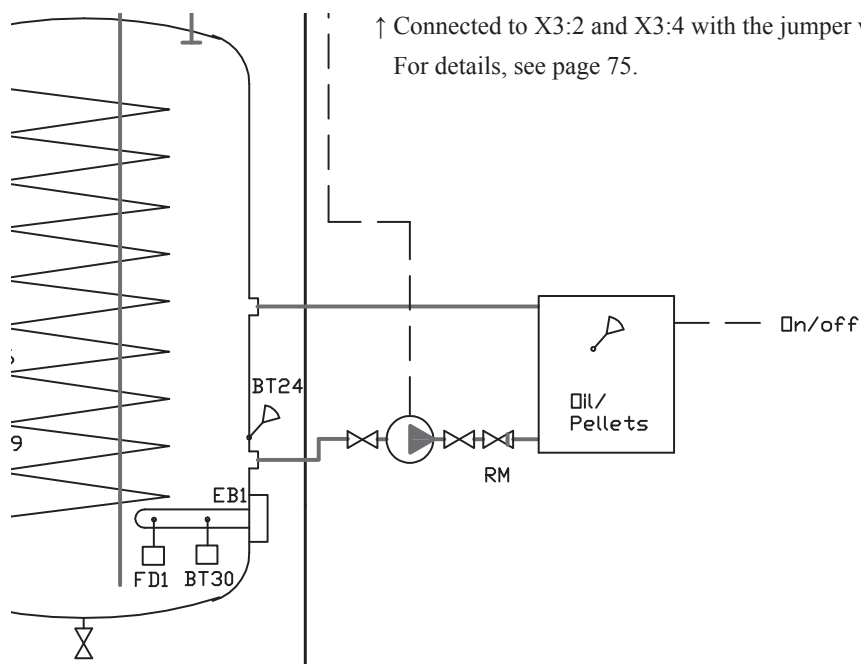 ↑ Connected to X3:2 and X3:4 with the jumper
For details, see page 75.
On/off
BT24
Oil/
Pellets
9
RM
EB1
FD1 BT30